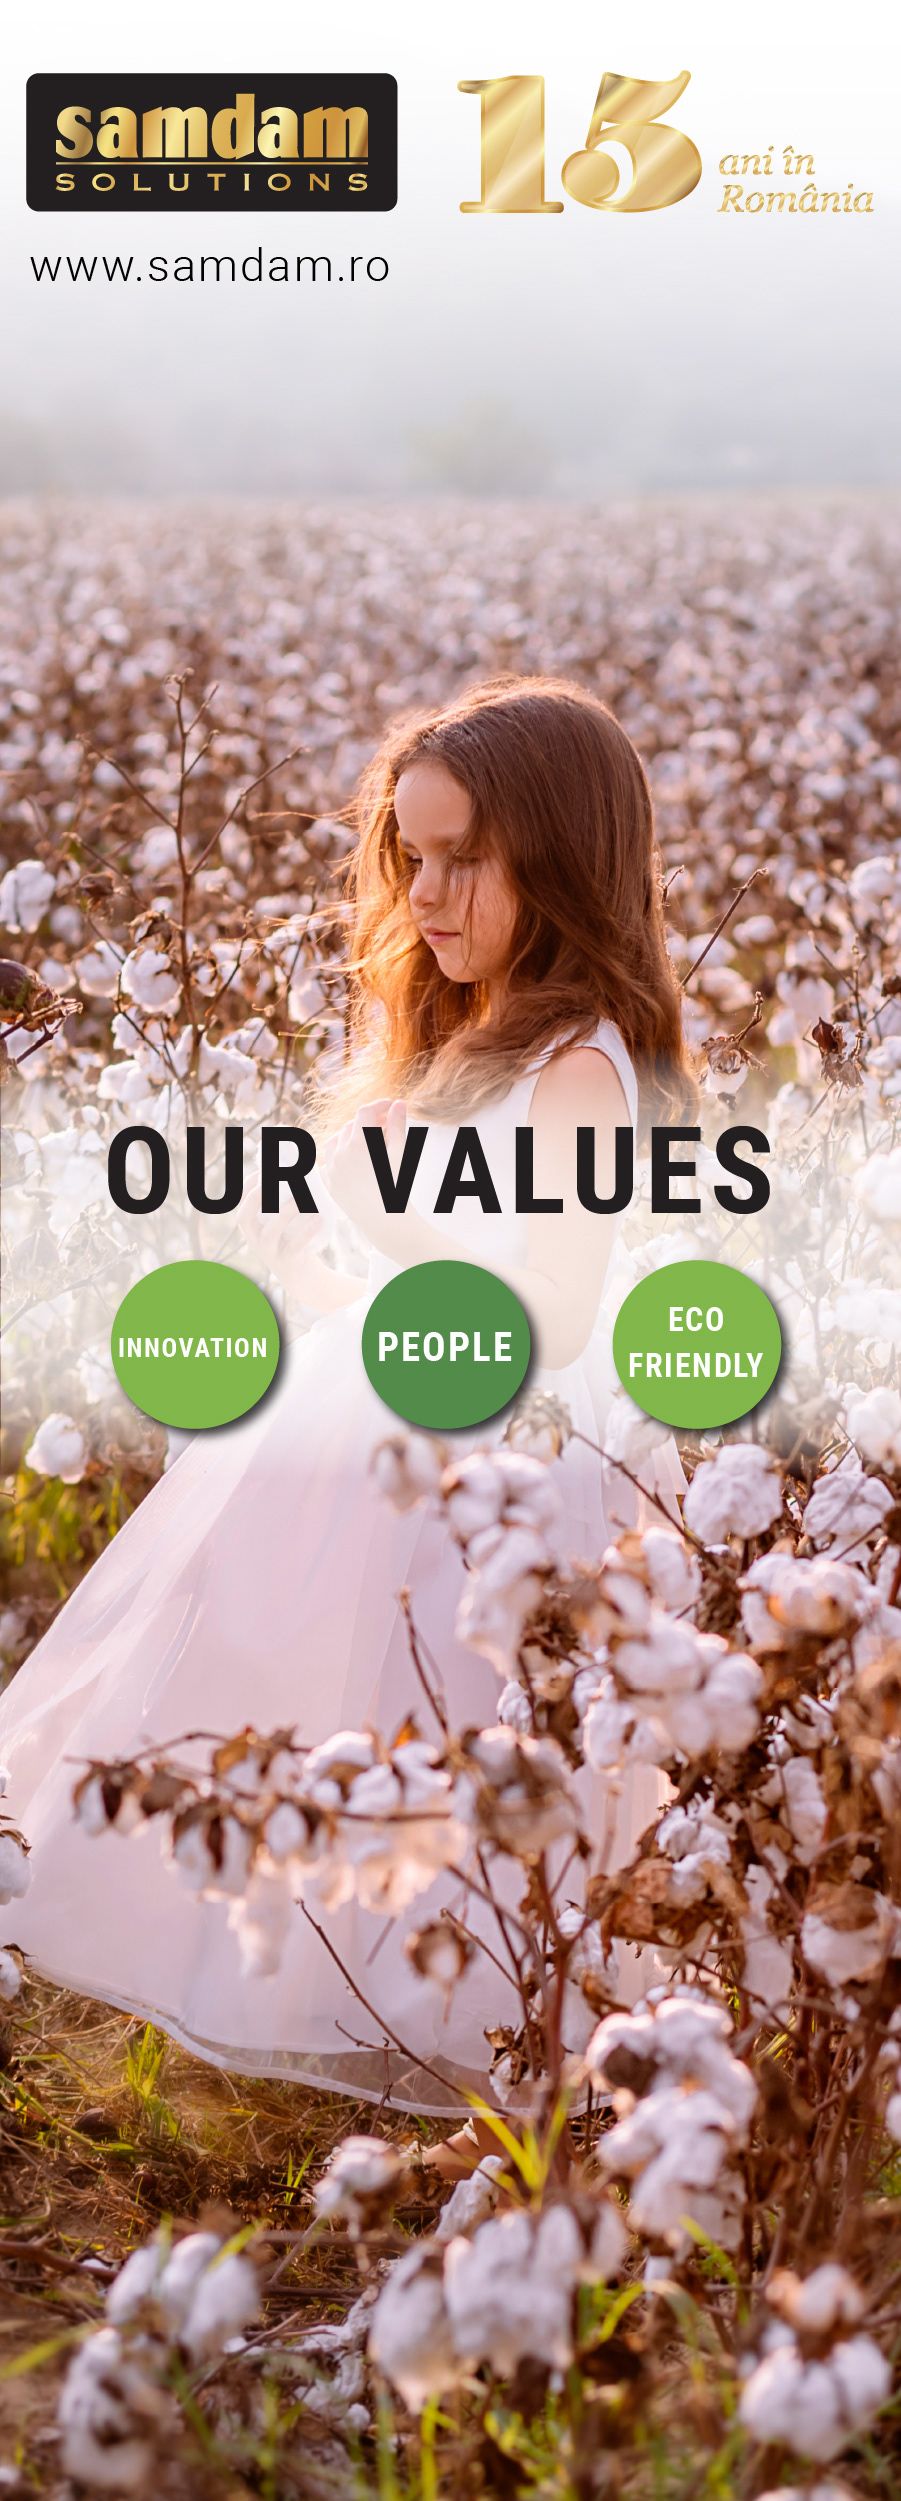 samdam
SOLUTIONS
15 ani în
România
www.samdam.ro
OUR VALUES
INNOVATION
PEOPLE
ECO
FRIENDLY